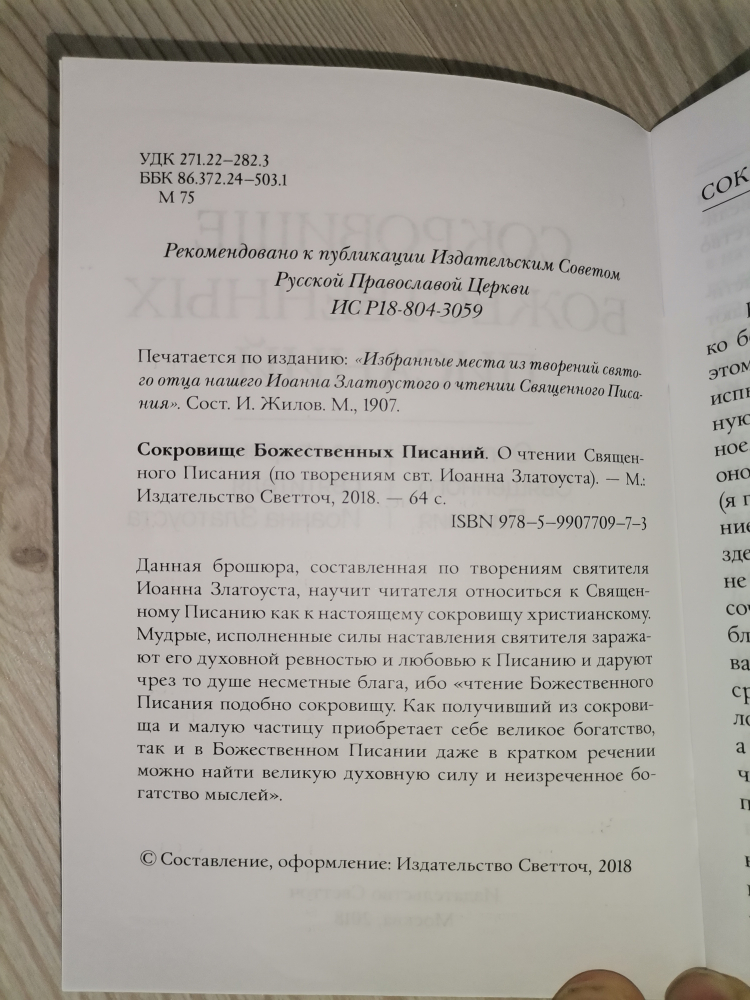 УДК 271.22–282.3
ББК 86.372.24–503.1
М 75
Рекомендовано к публикации Издательским Советом
Русской Православой Церкви
ИС Р18-804-3059
Печатается по изданию: «Избранные места из творений свято-
го отца нашего Иоанна Златоустого о чтении Священного Писа-
ния». Сост. И. Жилов. М., 1907.
Сокровище Божественных Писаний. О чтении Священ-
ного Писания (по творениям свт. Иоанна Златоуста). — М.:
Издательство Светточ, 2018. — 64 с.
ISBN 978–5–9907709–7–3
Данная брошюра, составленная по творениям святителя
Иоанна Златоуста, научит читателя относиться к Священ-
ному Писанию как к настоящему сокровищу христианскому.
Мудрые, исполненные силы наставления святителя заража-
ют его духовной ревностью и любовью к Писанию и даруют
чрез то душе несметные блага, ибо «чтение Божественного
Писания подобно сокровищу. Как получивший из сокрови-
ща и малую частицу приобретает себе великое богатство,
так и в Божественном Писании даже в кратком речении
можно найти великую духовную силу и неизреченное бо-
гатство мыслей».
© Составление, оформление: Издательство Светточ, 2018